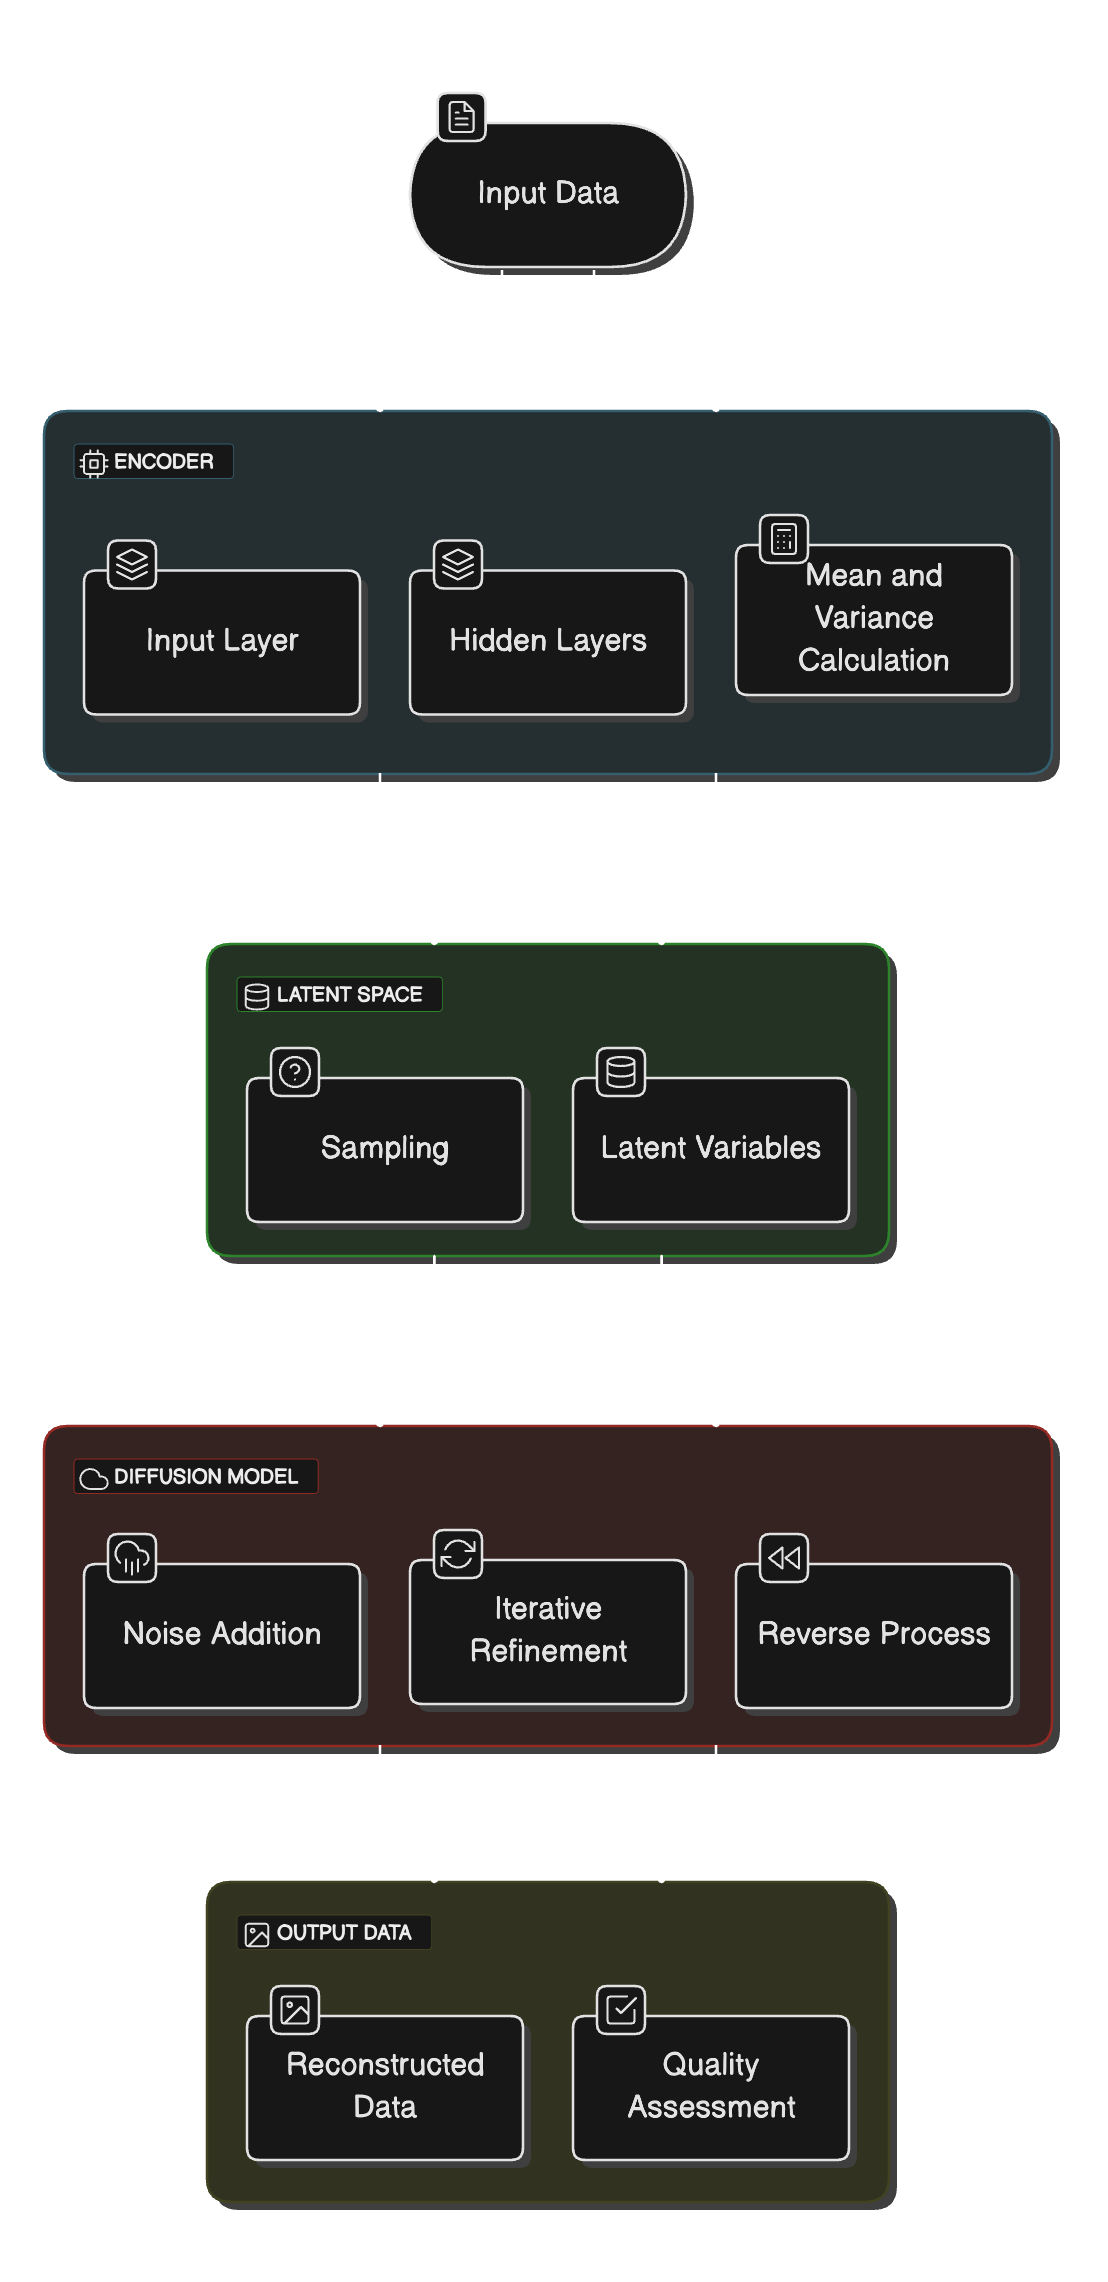 Input Data
ENCODER
Input Layer
Hidden Layers
Mean and
Variance
Calculation
LATENT SPACE
Sampling
Latent Variables
DIFFUSION MODEL
Noise Addition
Iterative
Refinement
Reverse Process
OUTPUT DATA
Reconstructed
Data
Quality
Assessment